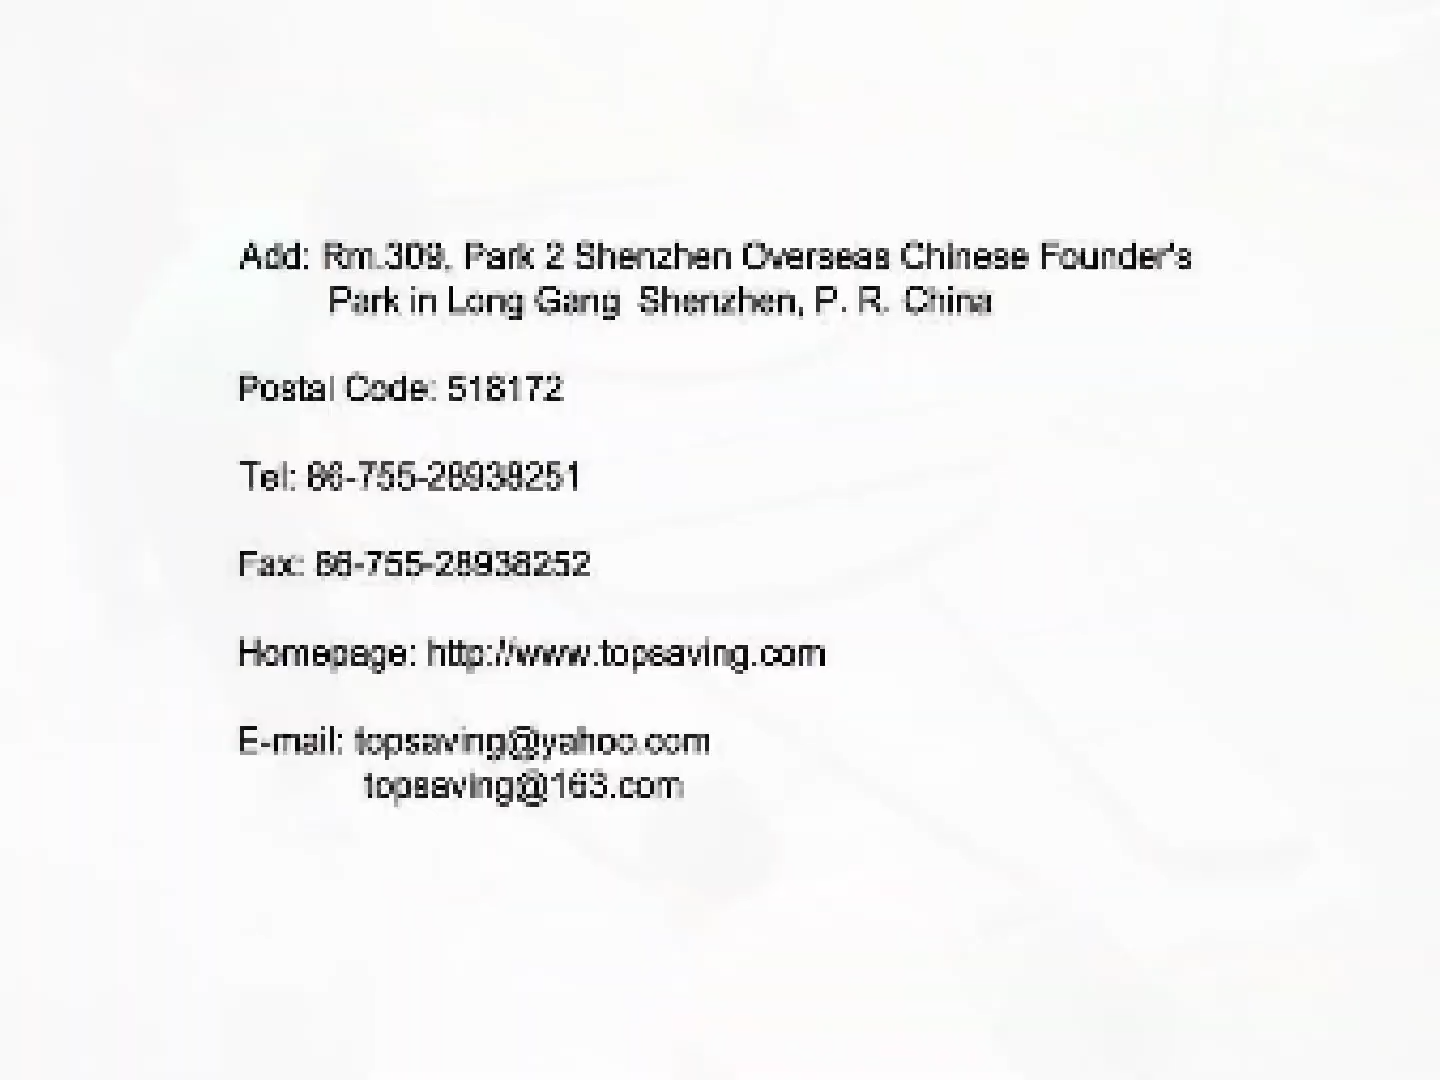 Add: Rm.309, Park 2 Shenzhen Overseas Chinese Founder's
Park in Long Gang Shenzhen, P. R. China
Postal Code: 518172
Tel: 86-755-28938251
Fax: 86-755-28938252
Homepage: http://www.topsaving.com
E-mail: topsaving@yahoo.com
topsaving@163.com